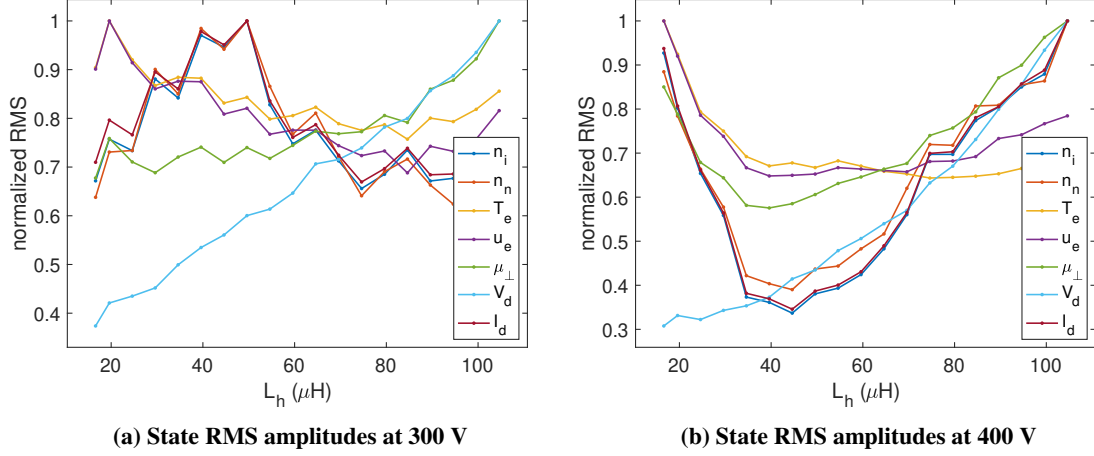 1
0.9
0.8
0.7
0.6
0.5
0.4
normalized RMS
20 40 60 80 100
L_h (μH)
n_i
n_n
T_e
u_e
μ_⊥
V_d
I_d
(a) State RMS amplitudes at 300 V
1
0.9
0.8
0.7
0.6
0.5
0.4
0.3
normalized RMS
20 40 60 80 100
L_h (μH)
n_i
n_n
T_e
u_e
μ_⊥
V_d
I_d
(b) State RMS amplitudes at 400 V